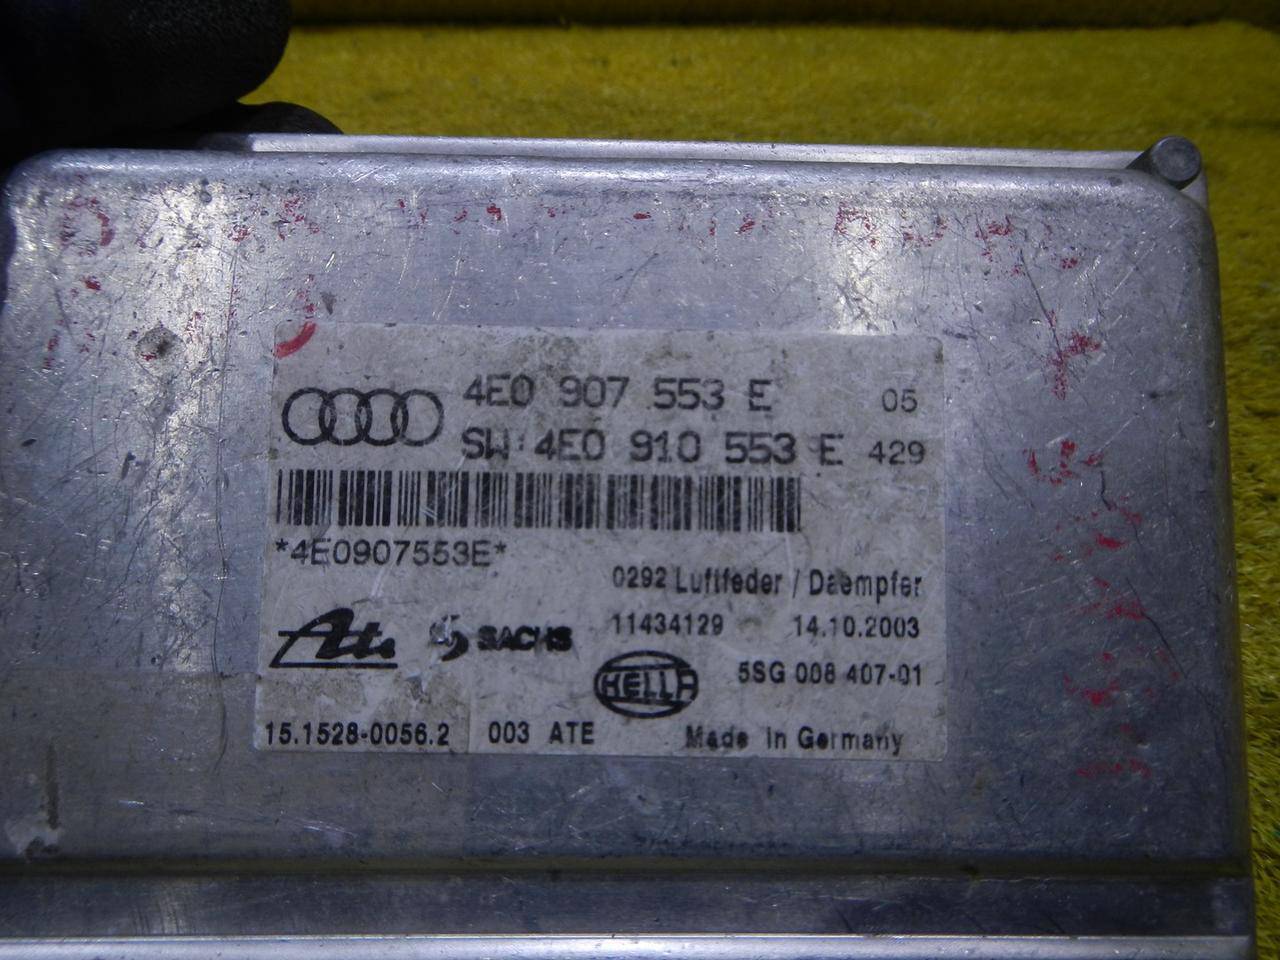 4E0 907 553 E 05
SW: 4E0 910 553 E 429
*4E0907553E*
0292 Luftfeder / Daempfer
Ate SACHS 11434129 14.10.2003
HELLA 5SG 008 407-01
15.1528-0056.2 003 ATE Made in Germany